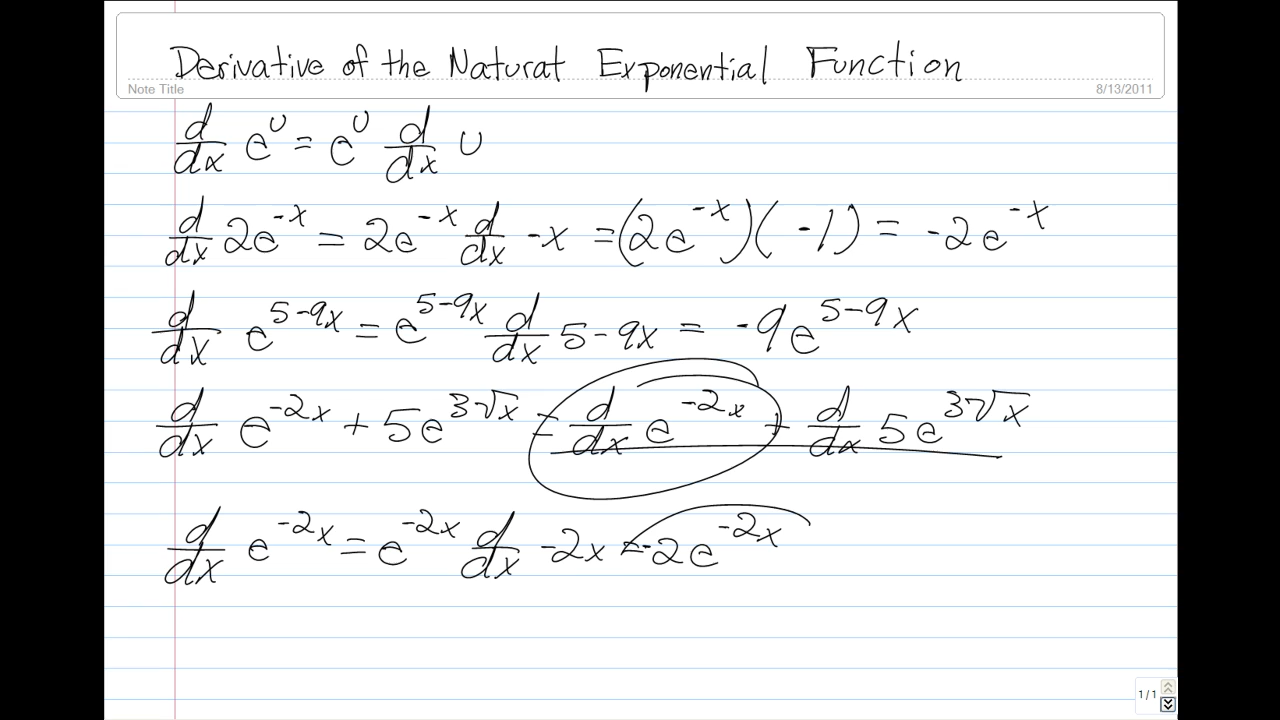 Derivative of the Natural Exponential Function
Note Title 8/13/2011
d/dx e^u = e^u d/dx u
d/dx 2e^-x = 2e^-x d/dx -x = (2e^-x)(-1) = -2e^-x
d/dx e^5-9x = e^5-9x d/dx 5-9x = -9e^5-9x
d/dx e^-2x + 5e^3√x = d/dx e^-2x + d/dx 5e^3√x
d/dx e^-2x = e^-2x d/dx -2x = -2e^-2x
1/1